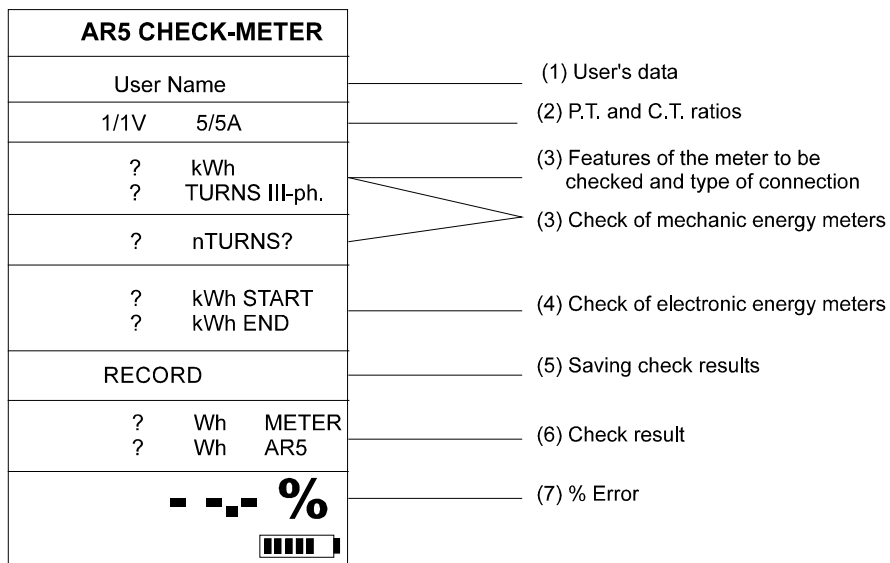 AR5 CHECK-METER
User Name
(1) User's data
1/1V 5/5A
(2) P.T. and C.T. ratios
? kWh
? TURNS III-ph.
(3) Features of the meter to be
checked and type of connection
(3) Check of mechanic energy meters
? nTURNS?
? kWh START
? kWh END
(4) Check of electronic energy meters
RECORD
(5) Saving check results
? Wh METER
? Wh AR5
(6) Check result
- -.- %
(7) % Error